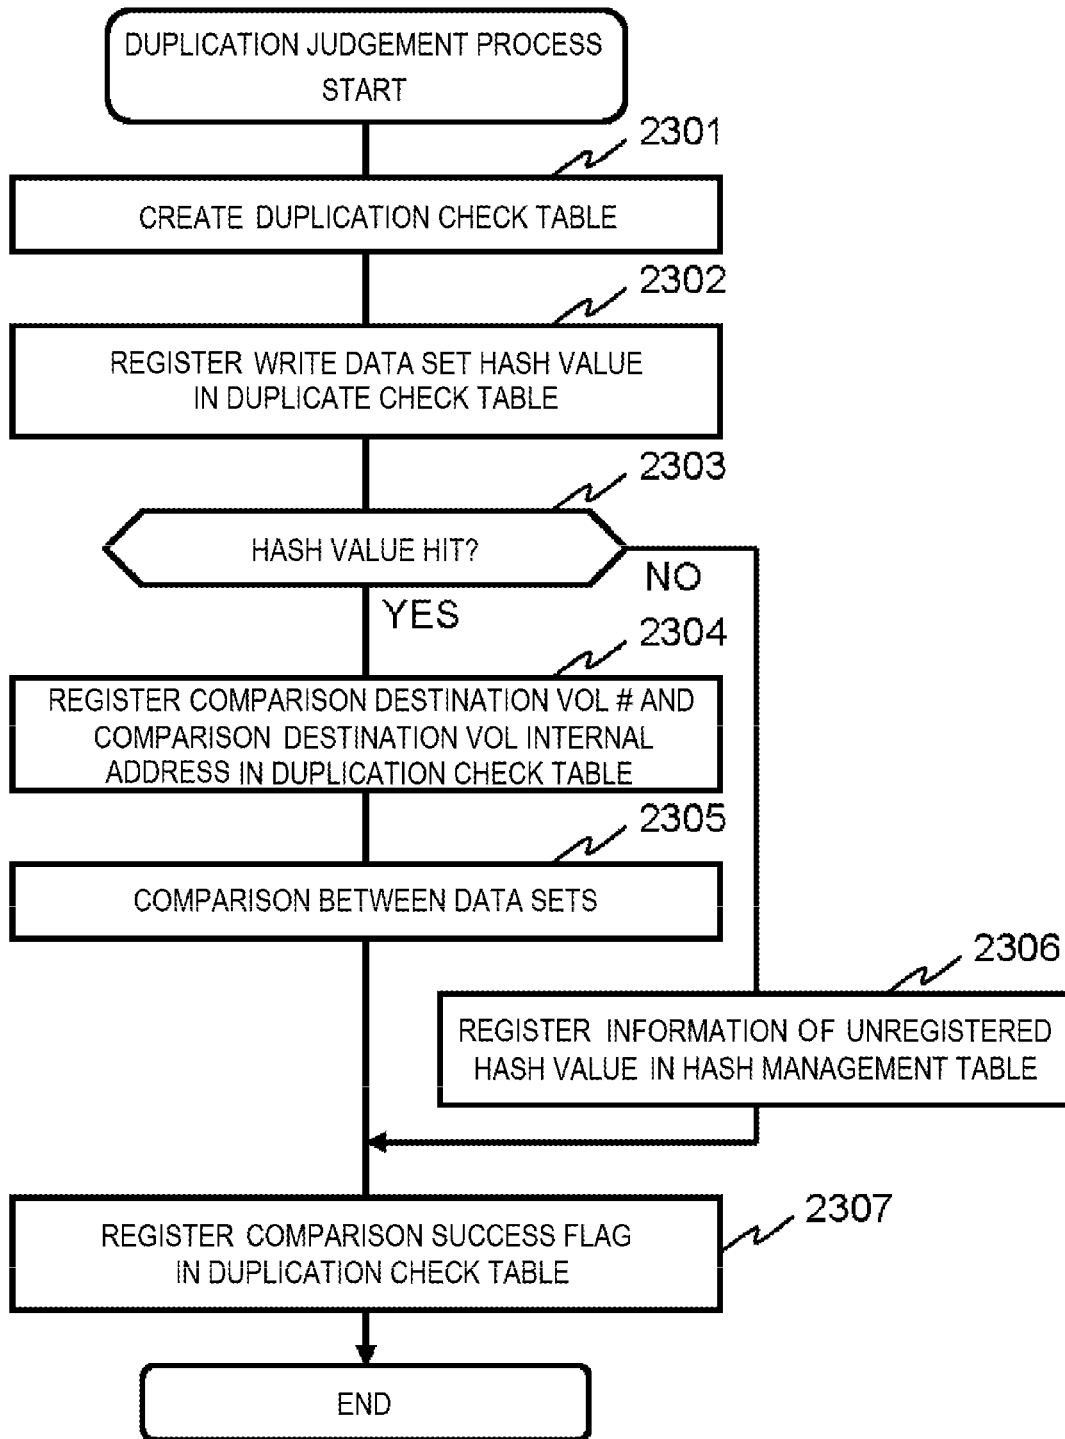 DUPLICATION JUDGEMENT PROCESS
START
2301
CREATE DUPLICATION CHECK TABLE
2302
REGISTER WRITE DATA SET HASH VALUE
IN DUPLICATE CHECK TABLE
2303
HASH VALUE HIT?
NO
YES
2304
REGISTER COMPARISON DESTINATION VOL # AND
COMPARISON DESTINATION VOL INTERNAL
ADDRESS IN DUPLICATION CHECK TABLE
2305
COMPARISON BETWEEN DATA SETS
2306
REGISTER INFORMATION OF UNREGISTERED
HASH VALUE IN HASH MANAGEMENT TABLE
2307
REGISTER COMPARISON SUCCESS FLAG
IN DUPLICATION CHECK TABLE
END